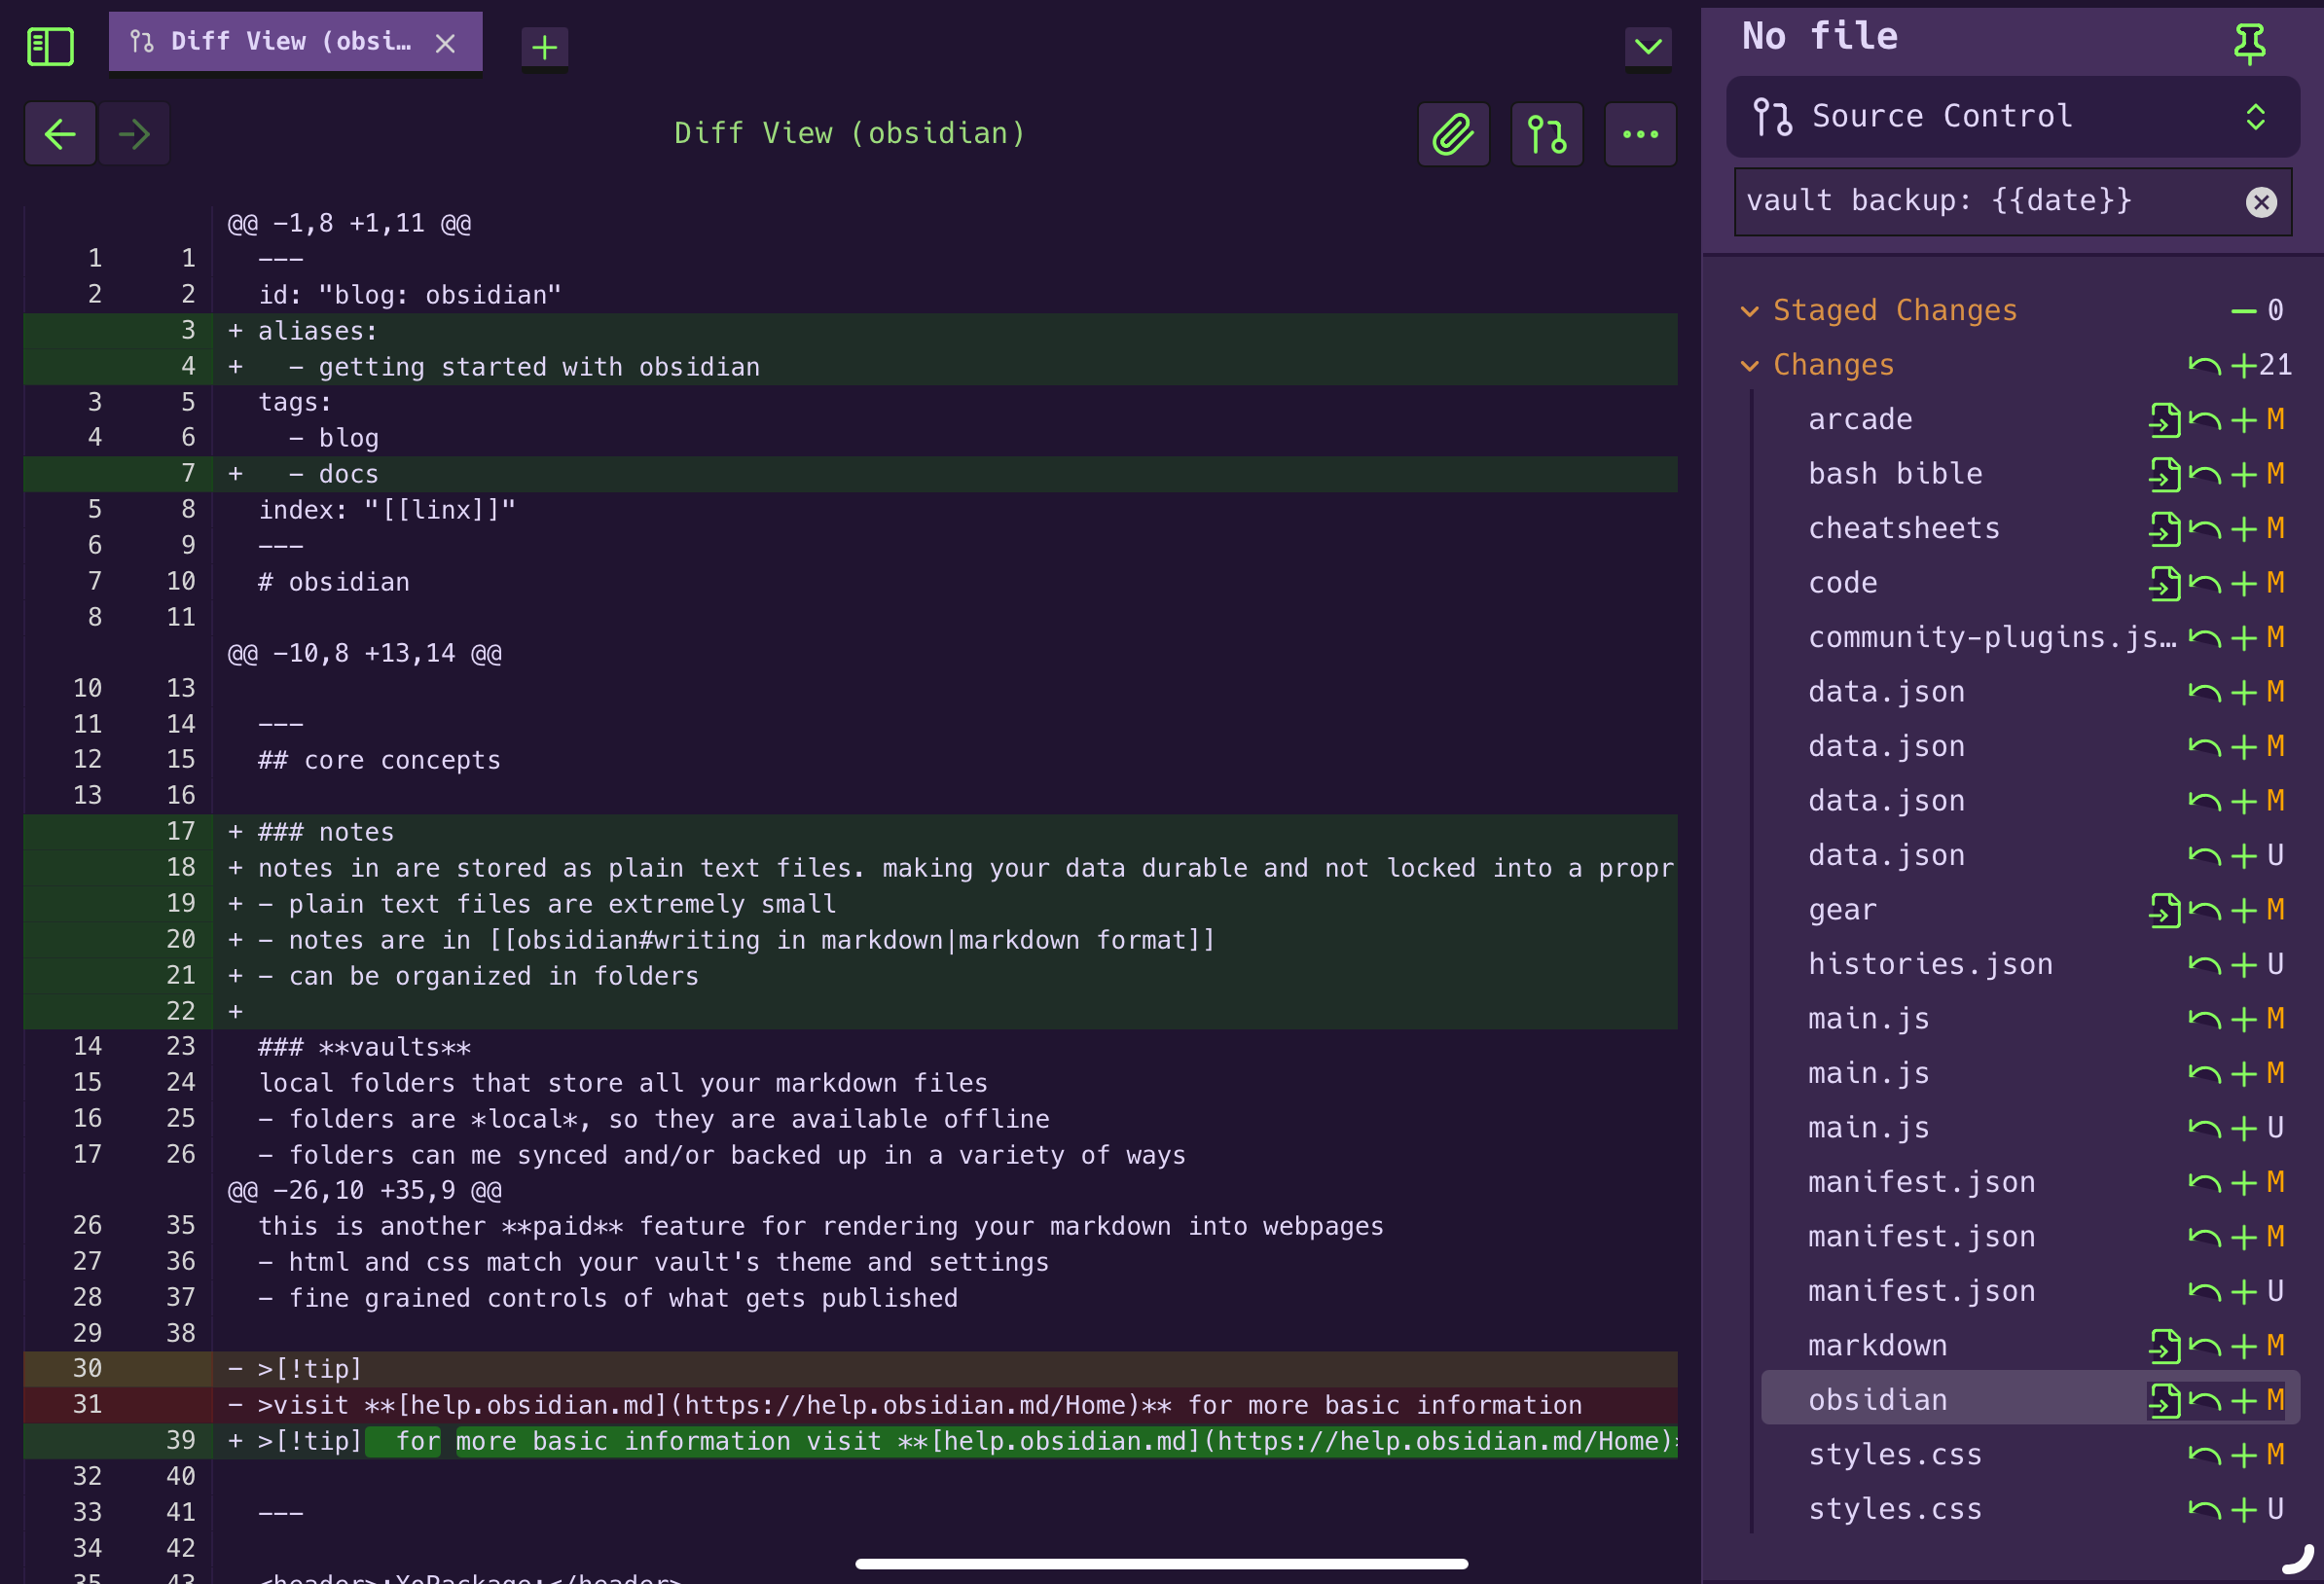 Diff View (obsi…
Diff View (obsidian)
@@ -1,8 +1,11 @@
1 1 ---
2 2 id: "blog: obsidian"
3 + aliases:
4 +   - getting started with obsidian
3 5 tags:
4 6   - blog
7 +   - docs
5 8 index: "[[linx]]"
6 9 ---
7 10 # obsidian
8 11
@@ -10,8 +13,14 @@
10 13
11 14 ---
12 15 ## core concepts
13 16
17 + ### notes
18 + notes in are stored as plain text files. making your data durable and not locked into a propr
19 + - plain text files are extremely small
20 + - notes are in [[obsidian#writing in markdown|markdown format]]
21 + - can be organized in folders
22 +
14 23 ### **vaults**
15 24 local folders that store all your markdown files
16 25 - folders are *local*, so they are available offline
17 26 - folders can me synced and/or backed up in a variety of ways
@@ -26,10 +35,9 @@
26 35 this is another **paid** feature for rendering your markdown into webpages
27 36 - html and css match your vault's theme and settings
28 37 - fine grained controls of what gets published
29 38
30 - >[!tip]
31 - >visit **[help.obsidian.md](https://help.obsidian.md/Home)** for more basic information
39 + >[!tip]  for more basic information visit **[help.obsidian.md](https://help.obsidian.md/Home)*
32 40
33 41 ---
34 42
35 43 <header>:XoPackage:</header>
No file
Source Control
vault backup: {{date}}
Staged Changes 0
Changes 21
arcade M
bash bible M
cheatsheets M
code M
community-plugins.js… M
data.json M
data.json M
data.json M
data.json U
gear M
histories.json U
main.js M
main.js M
main.js U
manifest.json M
manifest.json M
manifest.json U
markdown M
obsidian M
styles.css M
styles.css U